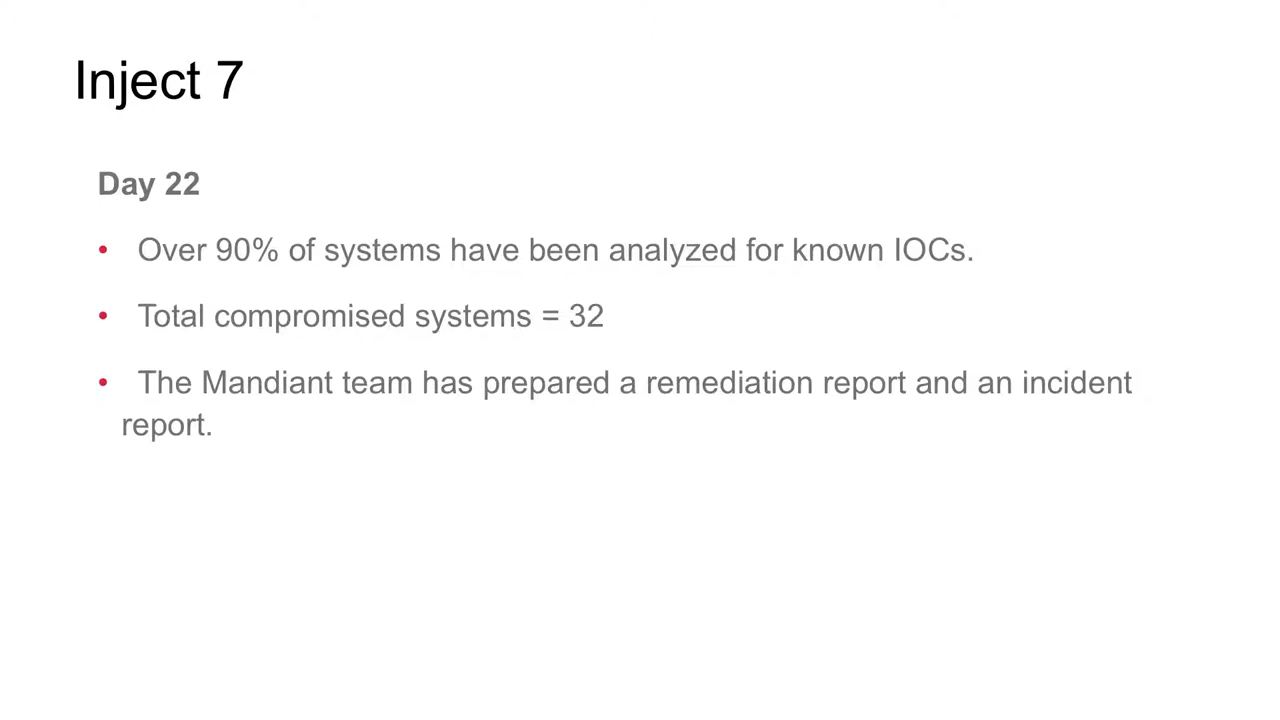 Inject 7
Day 22
• Over 90% of systems have been analyzed for known IOCs.
• Total compromised systems = 32
• The Mandiant team has prepared a remediation report and an incident
report.